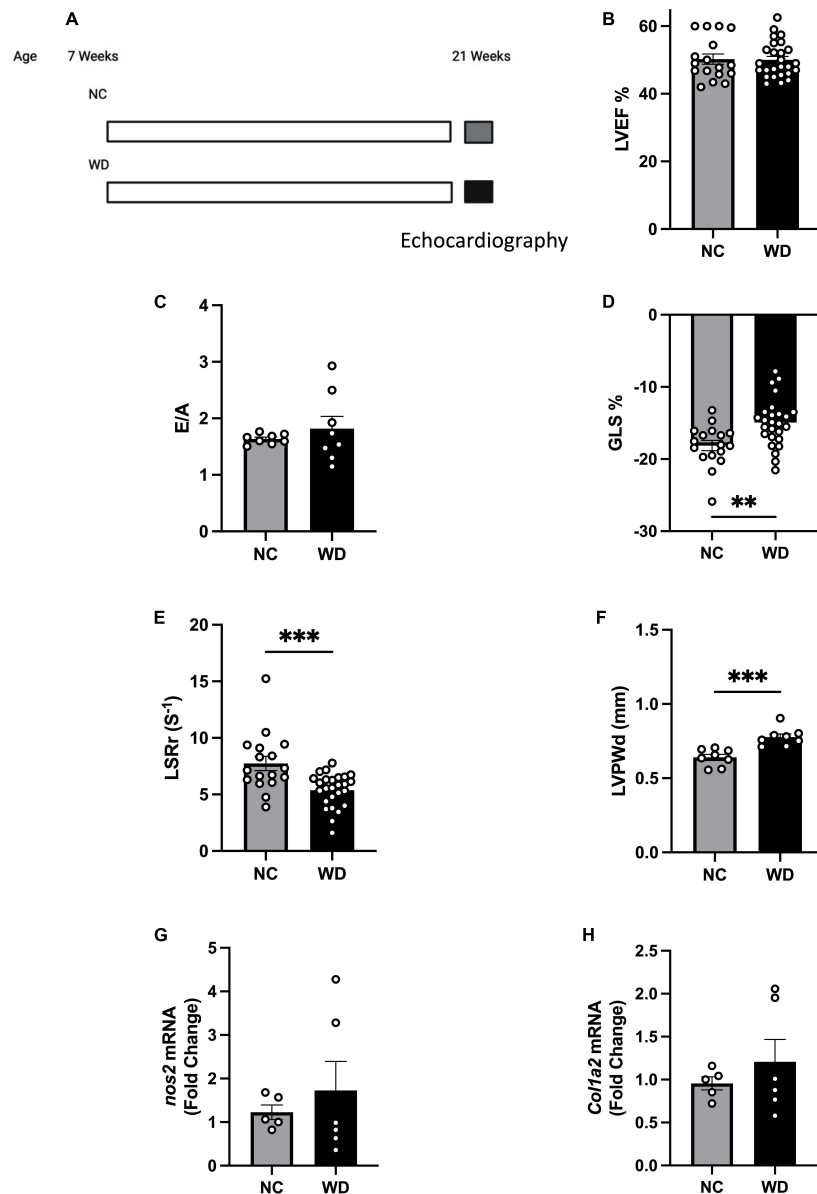 A
Age 7 Weeks 21 Weeks
NC
WD
Echocardiography
B
LVEF %
60
40
20
0
NC WD
C
E/A
4
3
2
1
0
NC WD
D
GLS %
0
-10
-20
-30
**
NC WD
E
LSRr (S⁻¹)
20
15
10
5
0
***
NC WD
F
LVPWd (mm)
1.5
1.0
0.5
0.0
***
NC WD
G
nos2 mRNA
(Fold Change)
5
4
3
2
1
0
NC WD
H
Col1a2 mRNA
(Fold Change)
2.5
2.0
1.5
1.0
0.5
0.0
NC WD